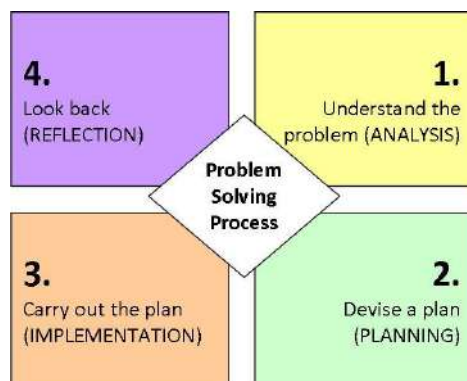 4.
Look back
(REFLECTION)
1.
Understand the
problem (ANALYSIS)
Problem
Solving
Process
3.
Carry out the plan
(IMPLEMENTATION)
2.
Devise a plan
(PLANNING)